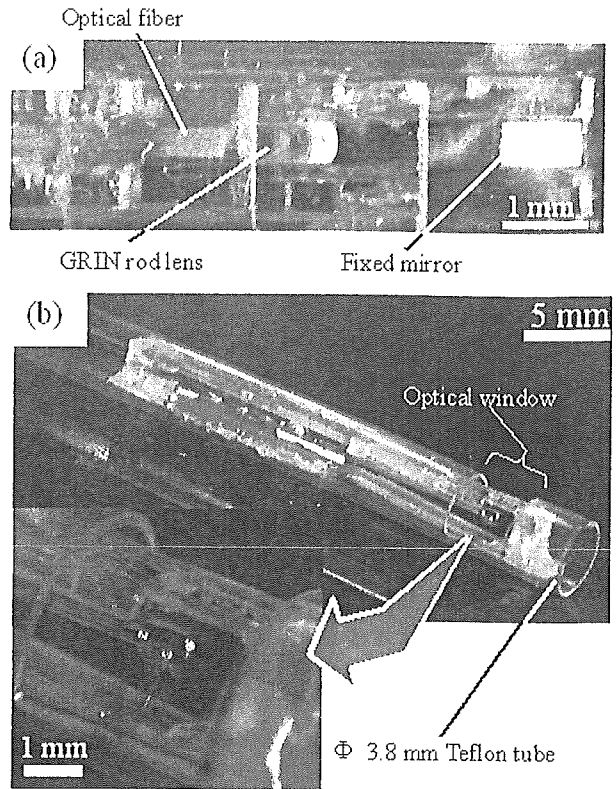 Optical fiber
(a)
1 mm
GRIN rod lens
Fixed mirror
(b)
5 mm
Optical window
1 mm
Φ 3.8 mm Teflon tube